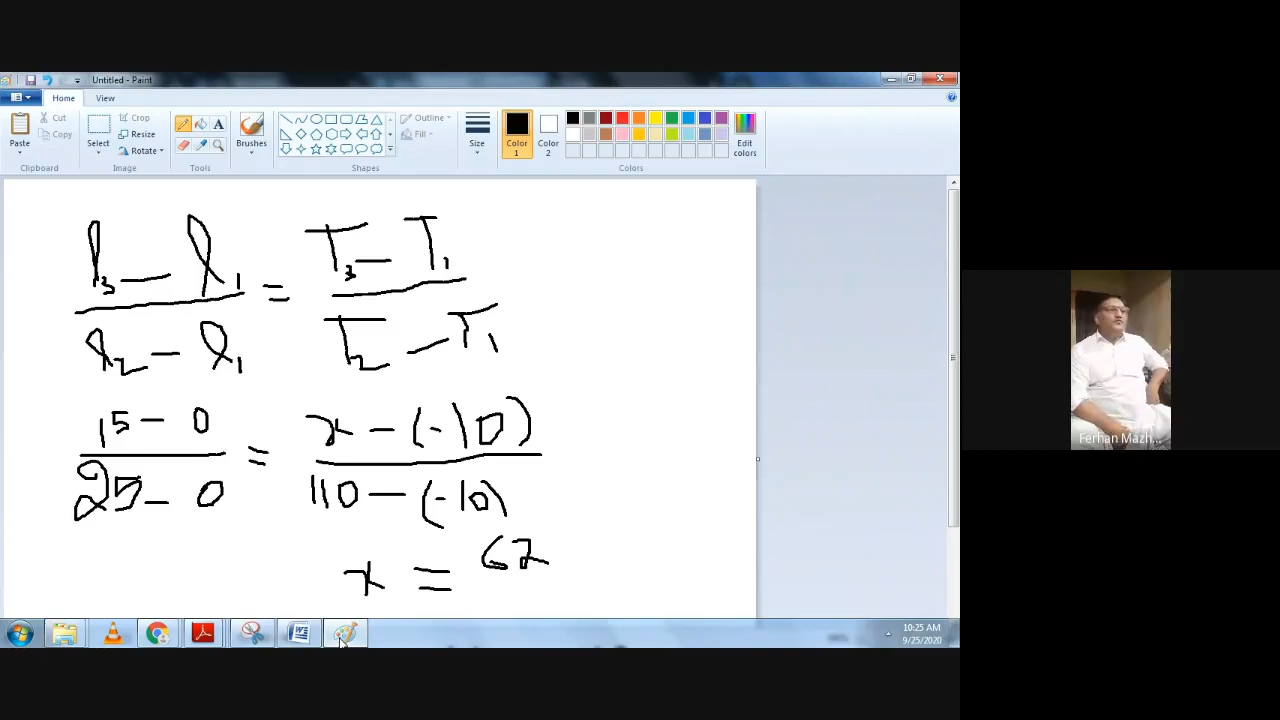 Untitled - Paint
Home View
Paste
Cut
Copy
Clipboard
Select
Crop
Resize
Rotate
Image
Tools
Brushes
Shapes
Outline
Fill
Size
Color 1
Color 2
Edit colors
Colors
l₃ — l₁ = T₃ — T₁
l₂ — l₁ T₂ — T₁
15 — 0 = x — (-10)
25 — 0 110 — (-10)
x = 62
10:25 AM
9/25/2020
Ferhan Mazh...